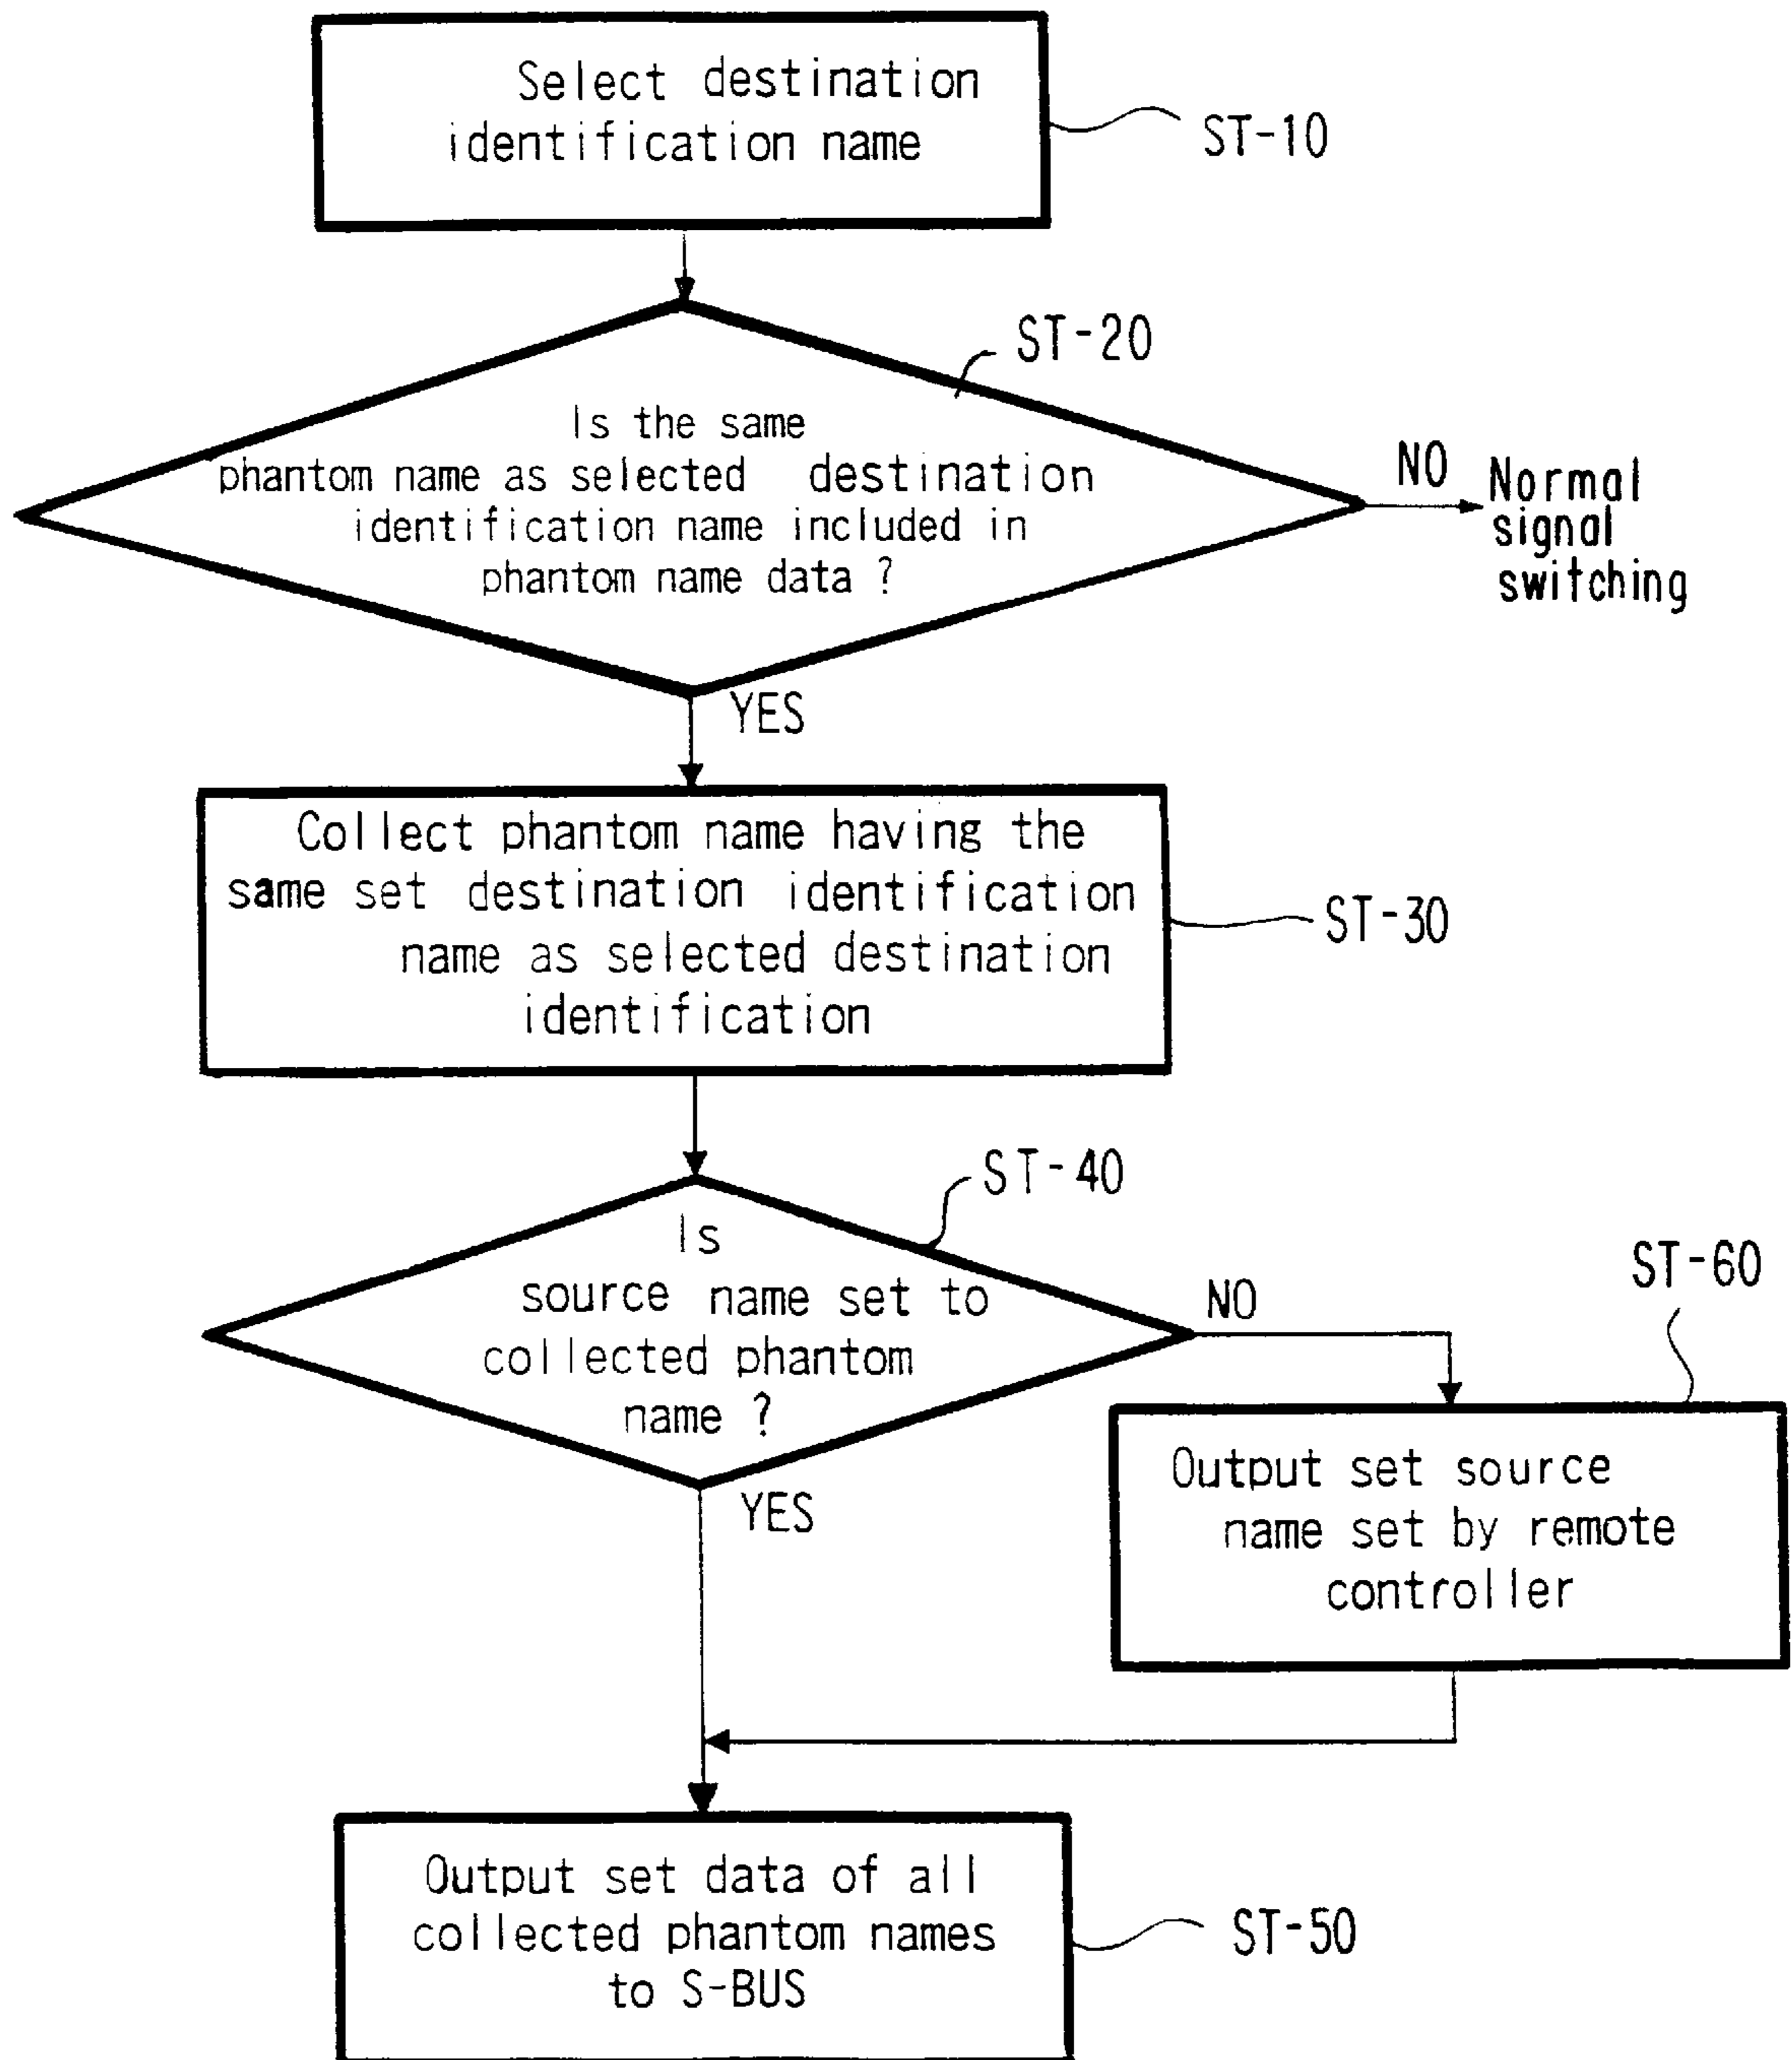 Select destination
identification name
ST-10
ST-20
Is the same
phantom name as selected destination
identification name included in
phantom name data ?
NO
Normal
signal
switching
YES
Collect phantom name having the
same set destination identification
name as selected destination
identification
ST-30
ST-40
Is
source name set to
collected phantom
name ?
NO
ST-60
YES
Output set source
name set by remote
controller
Output set data of all
collected phantom names
to S-BUS
ST-50